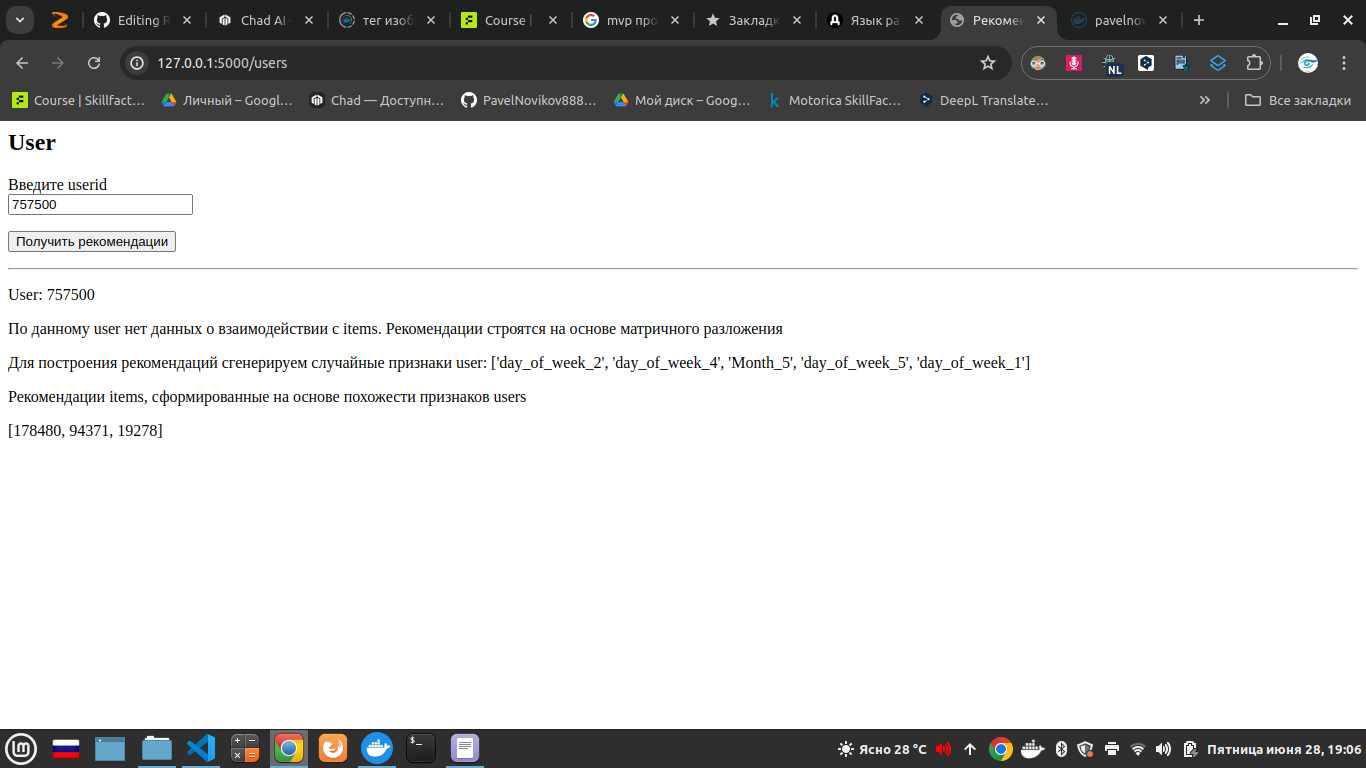 Editing R
Chad AI
тег изоб
Course |
mvp про
Закладк
Язык ра
Рекомен
pavelnov
127.0.0.1:5000/users
NL
Course | Skillfact…
Личный – Googl…
Chad — Доступн…
PavelNovikov888…
Мой диск – Goog…
Motorica SkillFac…
DeepL Translate…
Все закладки
User
Введите userid
757500
Получить рекомендации
User: 757500
По данному user нет данных о взаимодействии с items. Рекомендации строятся на основе матричного разложения
Для построения рекомендаций сгенерируем случайные признаки user: ['day_of_week_2', 'day_of_week_4', 'Month_5', 'day_of_week_5', 'day_of_week_1']
Рекомендации items, сформированные на основе похожести признаков users
[178480, 94371, 19278]
Ясно 28 °C
Пятница июня 28, 19:06